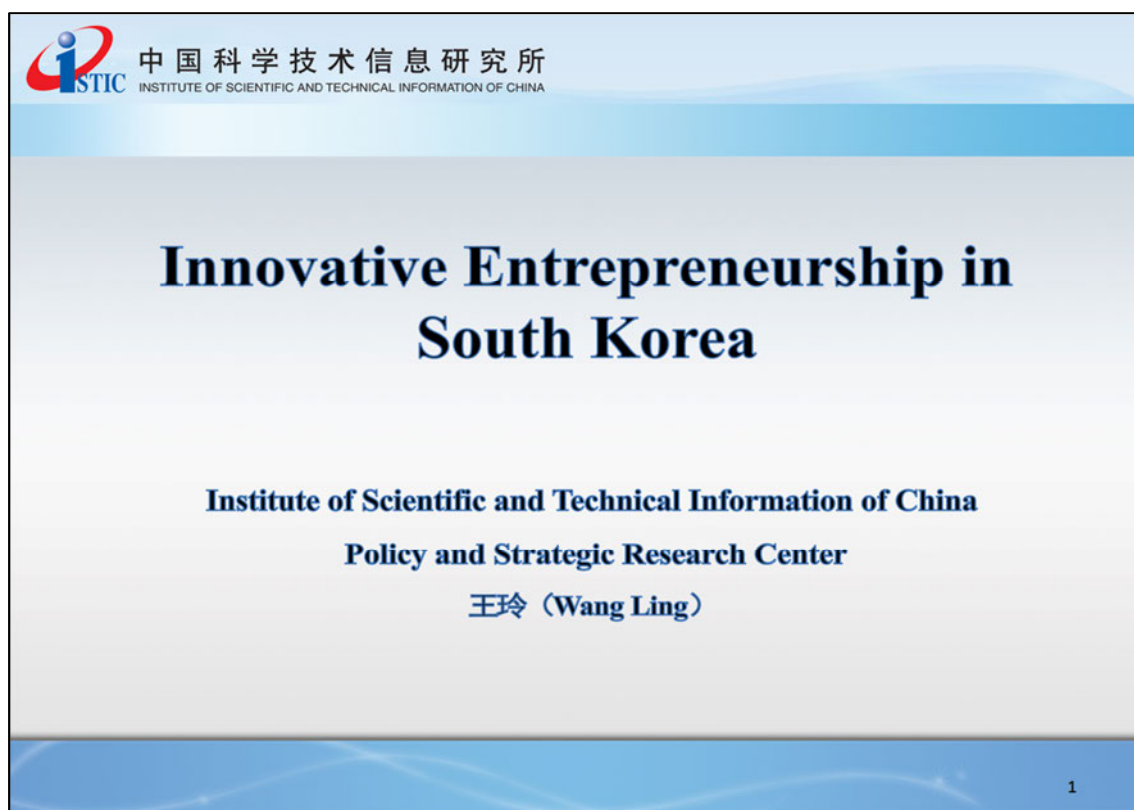 iSTIC
中国科学技术信息研究所
INSTITUTE OF SCIENTIFIC AND TECHNICAL INFORMATION OF CHINA
Innovative Entrepreneurship in
South Korea
Institute of Scientific and Technical Information of China
Policy and Strategic Research Center
王玲（Wang Ling）
1